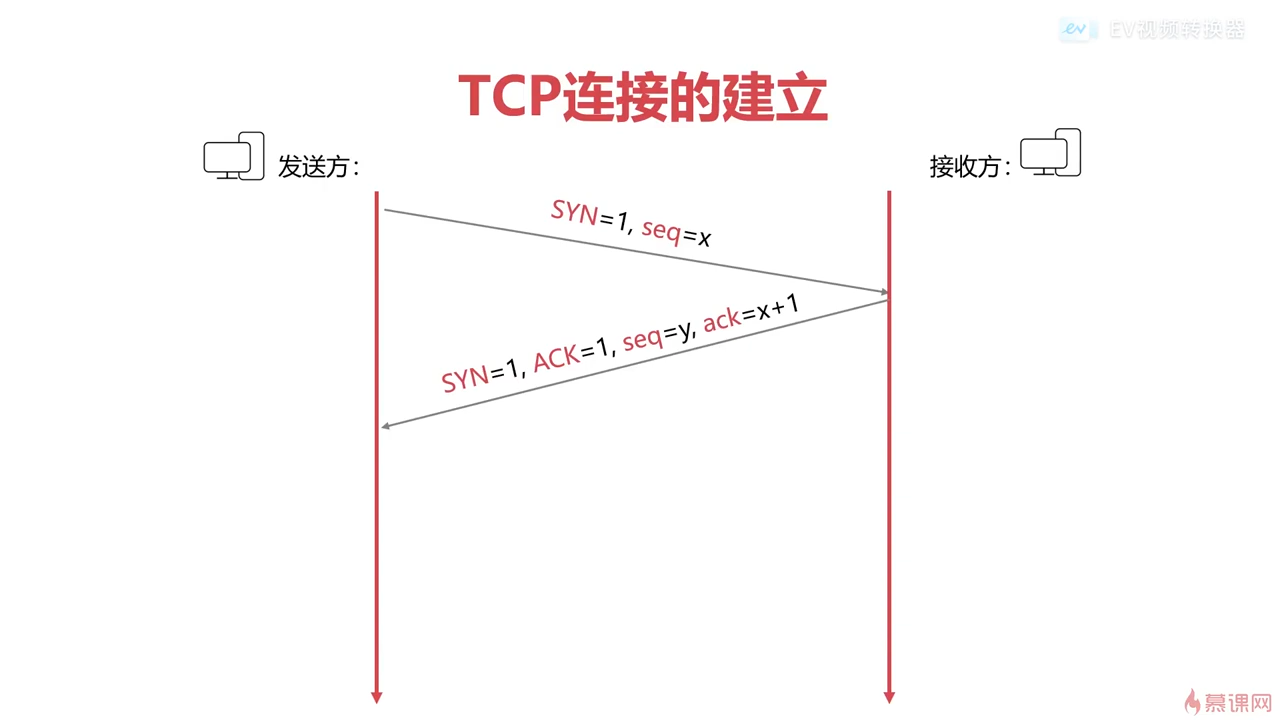 EV视频转换器
TCP连接的建立
发送方：
接收方：
SYN=1, seq=x
SYN=1, ACK=1, seq=y, ack=x+1
慕课网